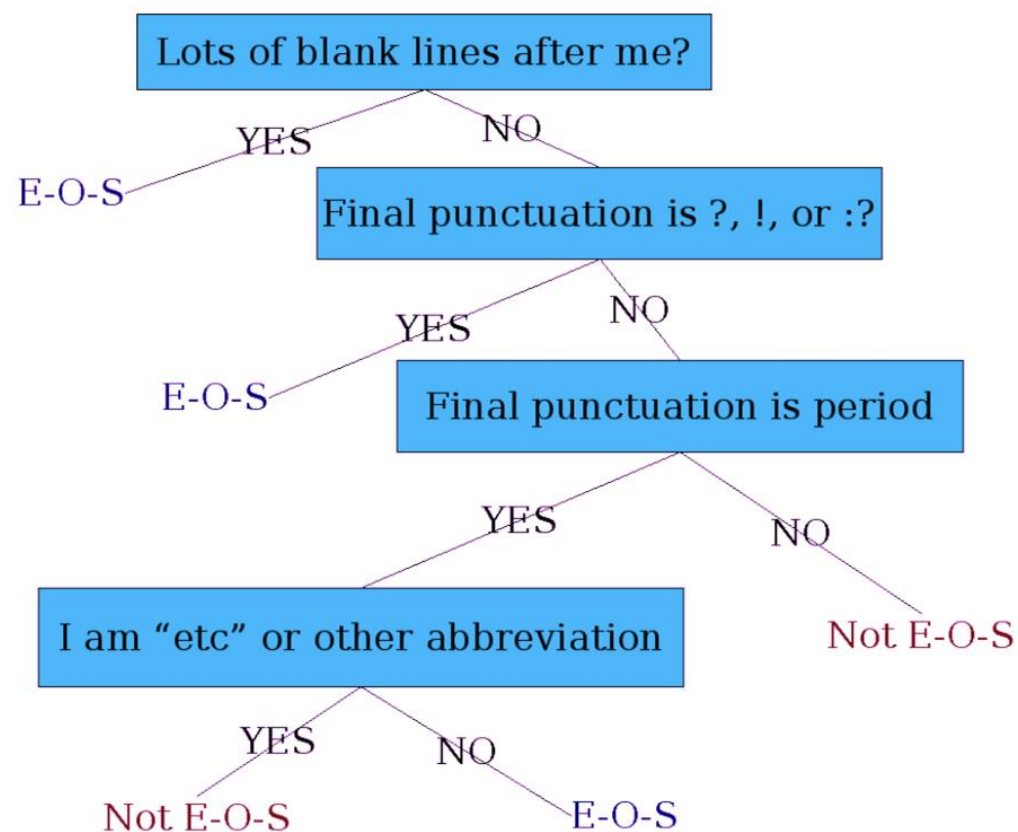 Lots of blank lines after me?
YES
NO
E-O-S
Final punctuation is ?, !, or :?
YES
NO
E-O-S
Final punctuation is period
YES
NO
I am “etc” or other abbreviation
Not E-O-S
YES
NO
Not E-O-S
E-O-S